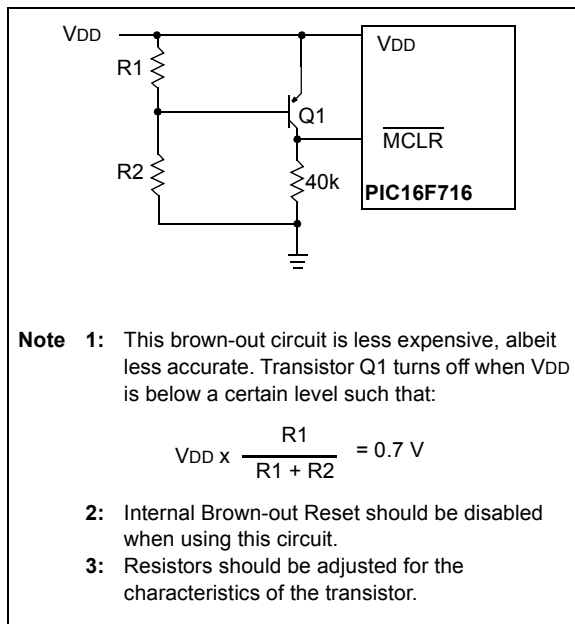 VDD
VDD
R1
Q1
MCLR
R2
40k
PIC16F716
Note 1: This brown-out circuit is less expensive, albeit
less accurate. Transistor Q1 turns off when VDD
is below a certain level such that:
VDD x R1 / R1 + R2 = 0.7 V
2: Internal Brown-out Reset should be disabled
when using this circuit.
3: Resistors should be adjusted for the
characteristics of the transistor.